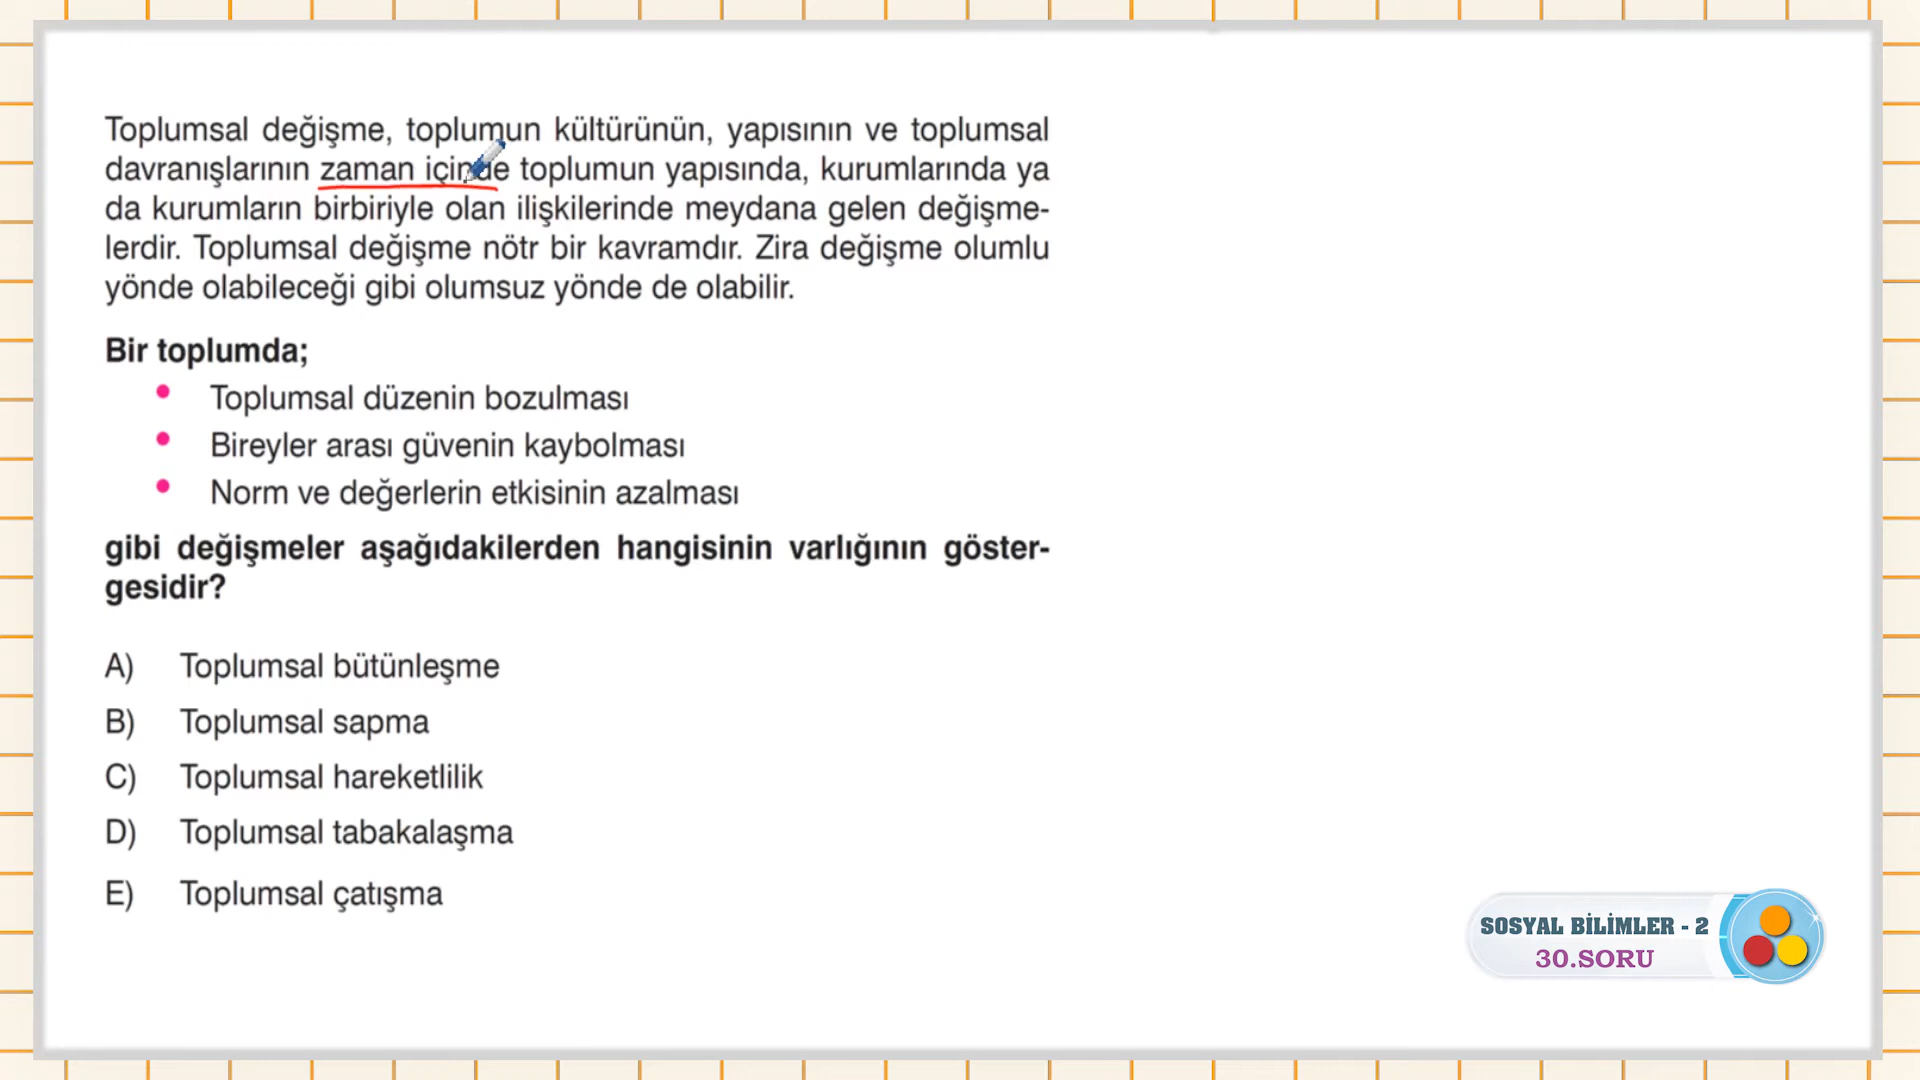 Toplumsal değişme, toplumun kültürünün, yapısının ve toplumsal
davranışlarının zaman içinde toplumun yapısında, kurumlarında ya
da kurumların birbiriyle olan ilişkilerinde meydana gelen değişme-
lerdir. Toplumsal değişme nötr bir kavramdır. Zira değişme olumlu
yönde olabileceği gibi olumsuz yönde de olabilir.
Bir toplumda;
• Toplumsal düzenin bozulması
• Bireyler arası güvenin kaybolması
• Norm ve değerlerin etkisinin azalması
gibi değişmeler aşağıdakilerden hangisinin varlığının göster-
gesidir?
A) Toplumsal bütünleşme
B) Toplumsal sapma
C) Toplumsal hareketlilik
D) Toplumsal tabakalaşma
E) Toplumsal çatışma
SOSYAL BİLİMLER - 2
30.SORU